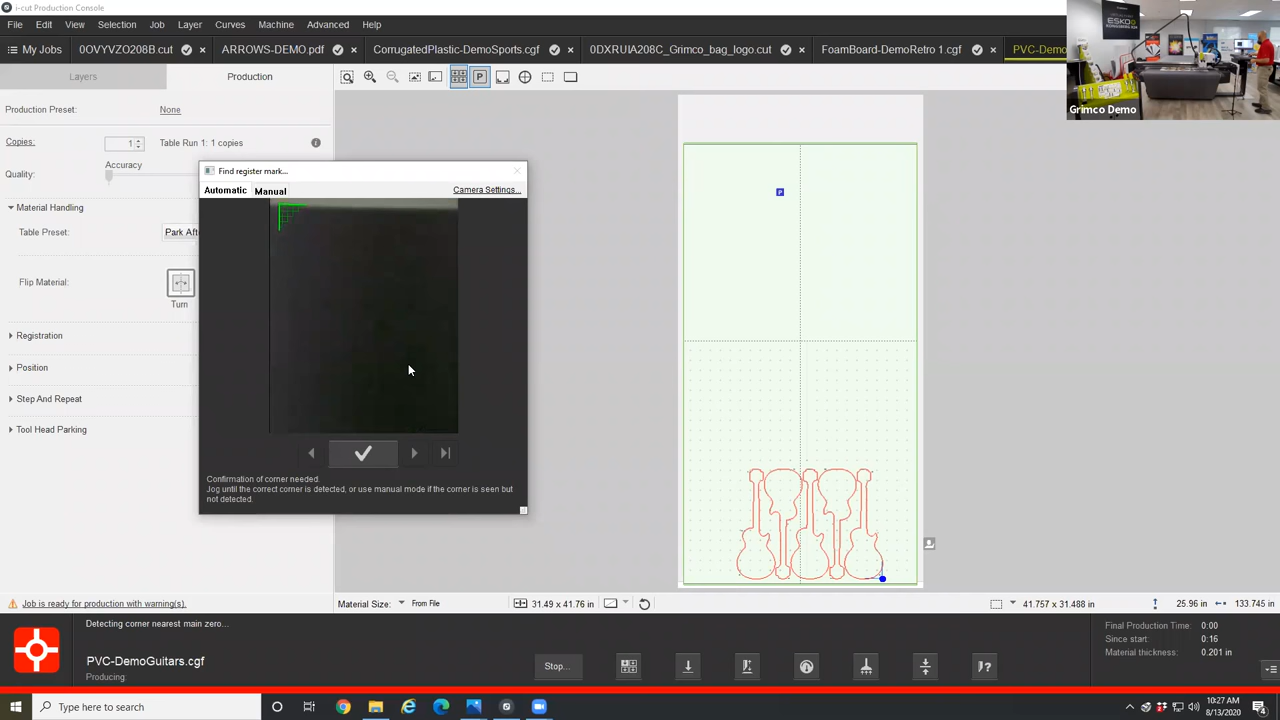 i-cut Production Console
File Edit View Selection Job Layer Curves Machine Advanced Help
My Jobs 0OVYVZO208B.cut ARROWS-DEMO.pdf CorrugatedPlastic-DemoSports.cgf 0DXRUIA208C_Grimco_bag_logo.cut FoamBoard-DemoRetro 1.cgf PVC-Demo
Layers Production
Production Preset: None
Copies: 1 Table Run 1: 1 copies
Accuracy
Quality:
Material Handling
Table Preset: Park Aft
Flip Material:
Turn
Registration
Position
Step And Repeat
Tool Head Parking
Find register mark...
Automatic Manual Camera Settings...
Confirmation of corner needed.
Jog until the correct corner is detected, or use manual mode if the corner is seen but
not detected.
P
P
ESKO
Grimco Demo
Job is ready for production with warning(s).
Material Size: From File 31.49 x 41.76 in 41.757 x 31.488 in 25.96 in 133.745 in
Detecting corner nearest main zero...
PVC-DemoGuitars.cgf
Producing:
Stop...
Final Production Time: 0:00
Since start: 0:16
Material thickness: 0.201 in
Type here to search
10:27 AM
8/13/2020
4